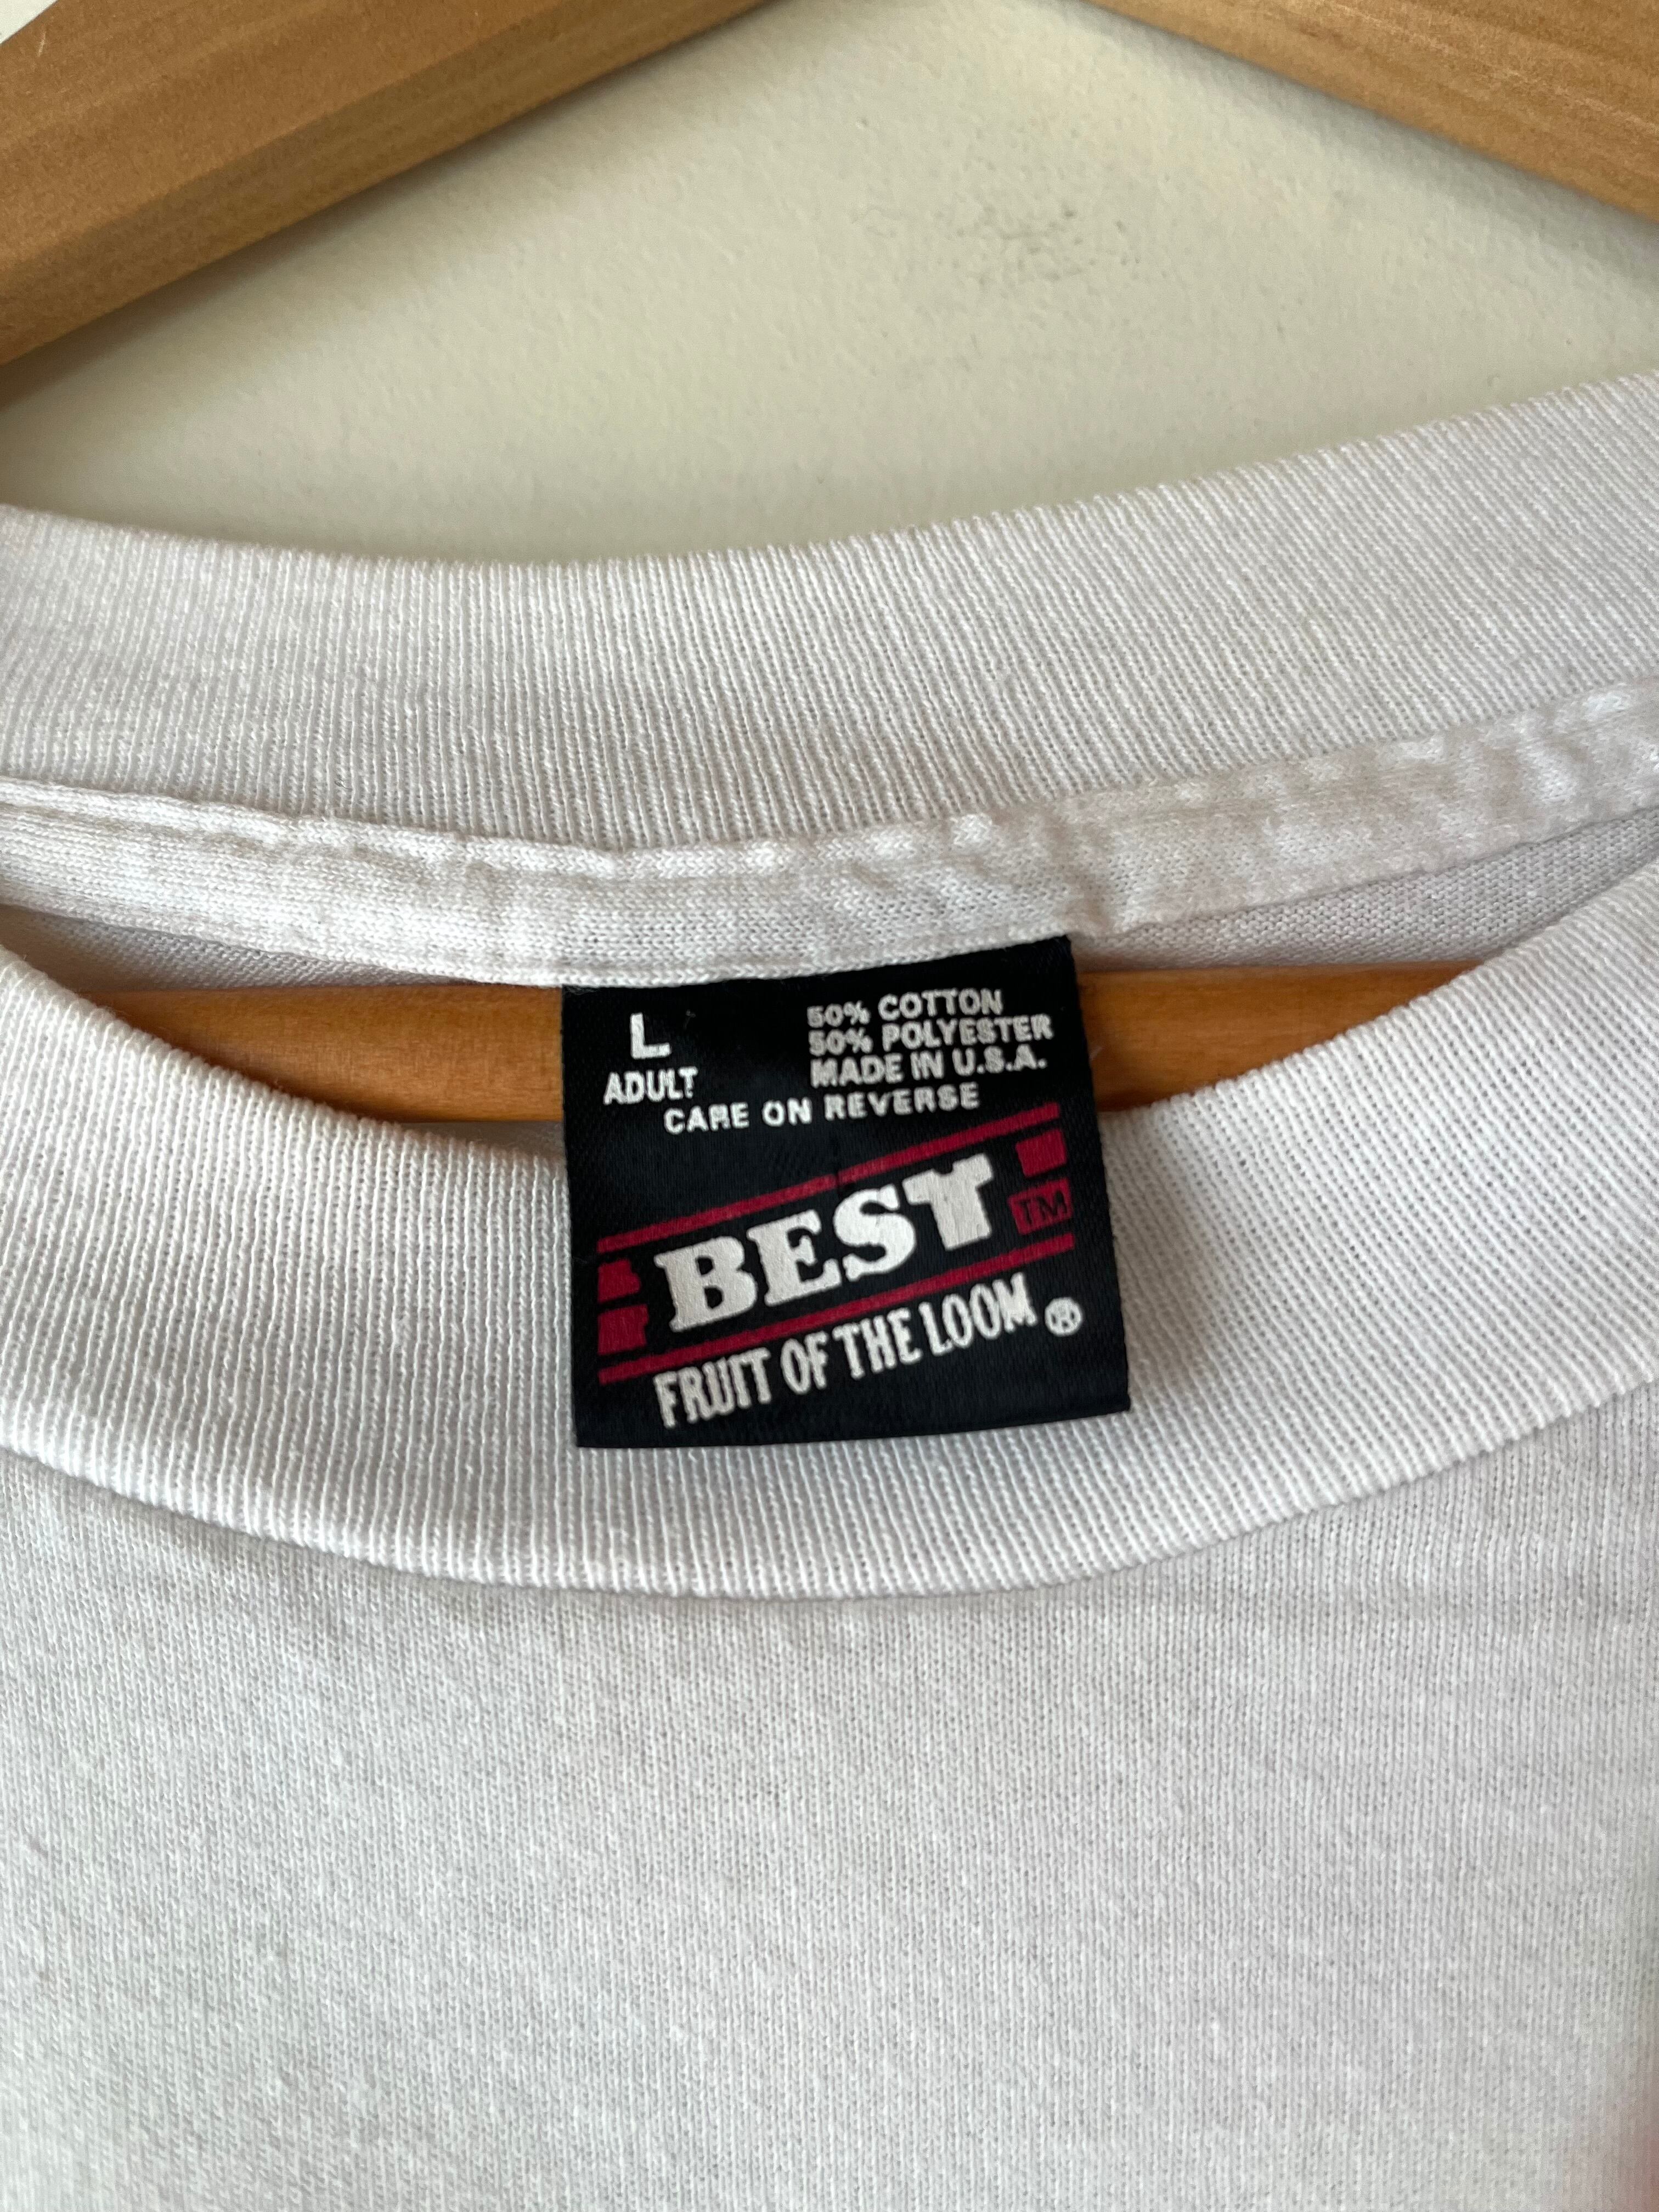 L
ADULT
50% COTTON
50% POLYESTER
MADE IN U.S.A.
CARE ON REVERSE
BEST TM
FRUIT OF THE LOOM ®